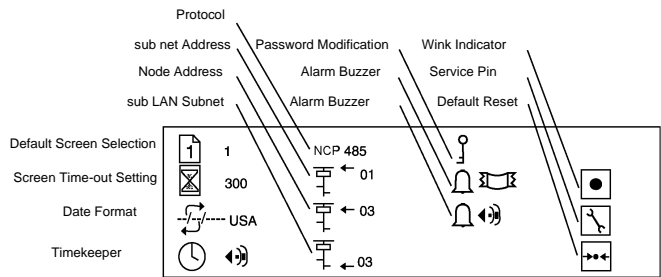 Protocol
sub net Address
Password Modification
Wink Indicator
Node Address
Alarm Buzzer
Service Pin
sub LAN Subnet
Alarm Buzzer
Default Reset
Default Screen Selection
1
1
NCP 485
Screen Time-out Setting
300
01
Date Format
USA
03
Timekeeper
03